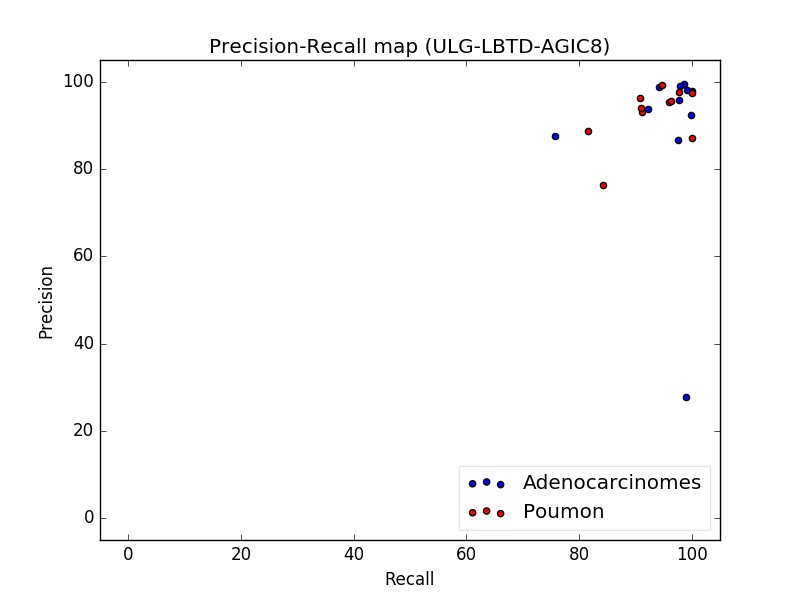 Precision-Recall map (ULG-LBTD-AGIC8)
100
80
60
40
20
0
Precision
0 20 40 60 80 100
Recall
Adenocarcinomes
Poumon